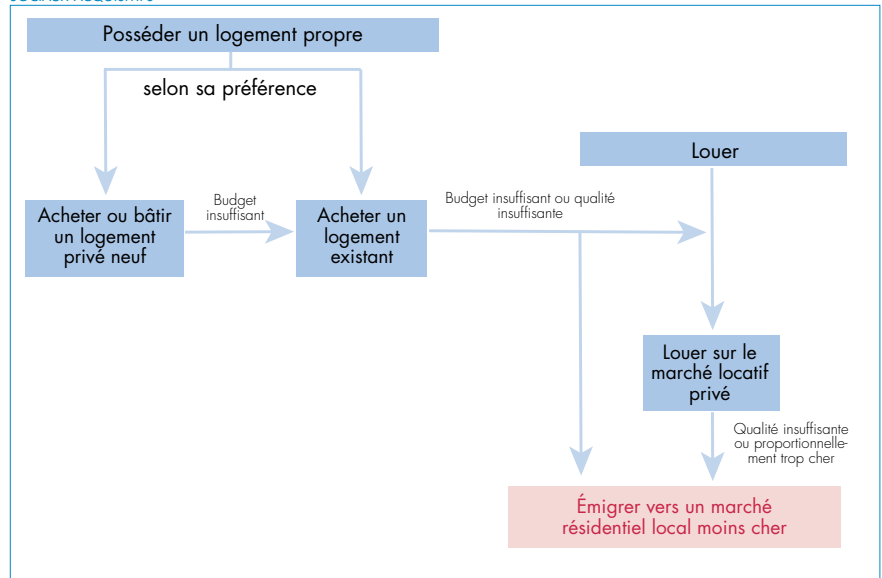 Posséder un logement propre
selon sa préférence
Louer
Acheter ou bâtir
un logement
privé neuf
Budget
insuffisant
Acheter un
logement
existant
Budget insuffisant ou qualité
insuffisante
Louer sur le
marché locatif
privé
Qualité insuffisante
ou proportionnelle-
ment trop cher
Émigrer vers un marché
résidentiel local moins cher